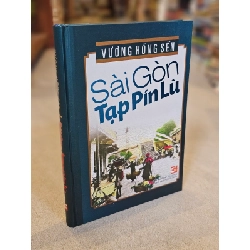 VƯƠNG HỒNG SỂN
Sài Gòn
Tạp Pín Lù